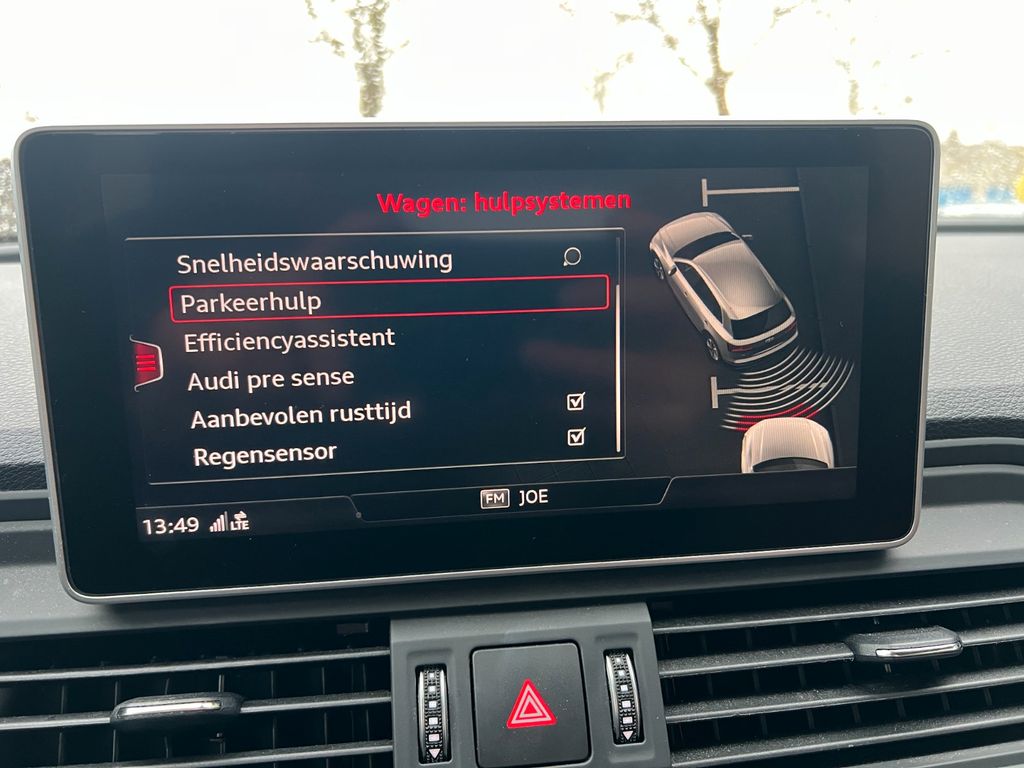 Wagen: hulpsystemen
Snelheidswaarschuwing
Parkeerhulp
Efficiencyassistent
Audi pre sense
Aanbevolen rusttijd
Regensensor
FM JOE
13:49 LTE